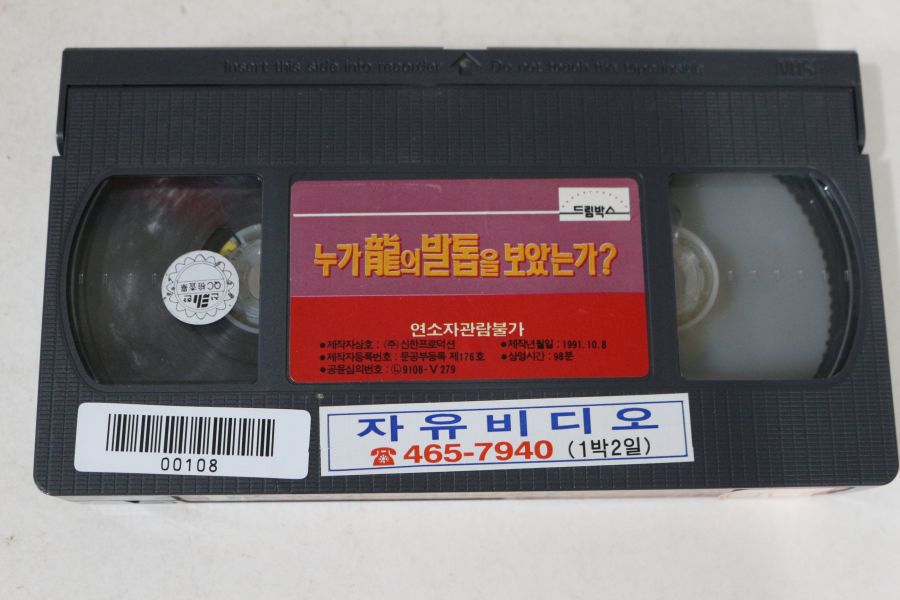 Insert this side into recorder Do not touch the tape inside VHS
드림박스
누가 龍의 발톱을 보았는가?
연소자관람불가
● 제작자상호 : (주)신한프로덕션 ● 제작년월일 : 1991. 10. 8
● 제작자등록번호 : 문공부등록 제176호 ● 상영시간 : 98분
● 공윤심의번호 : Ⓛ9108-V 279
QC 檢查畢
00108
자유비디오
☎ 465-7940 (1박2일)